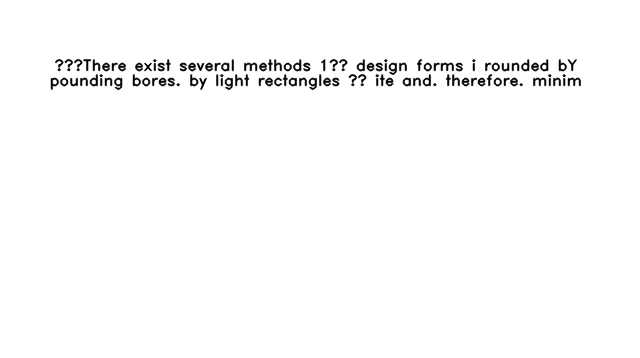 ???There exist several methods 1?? design forms i rounded bY
pounding bores. by light rectangles ?? ite and. therefore. minim